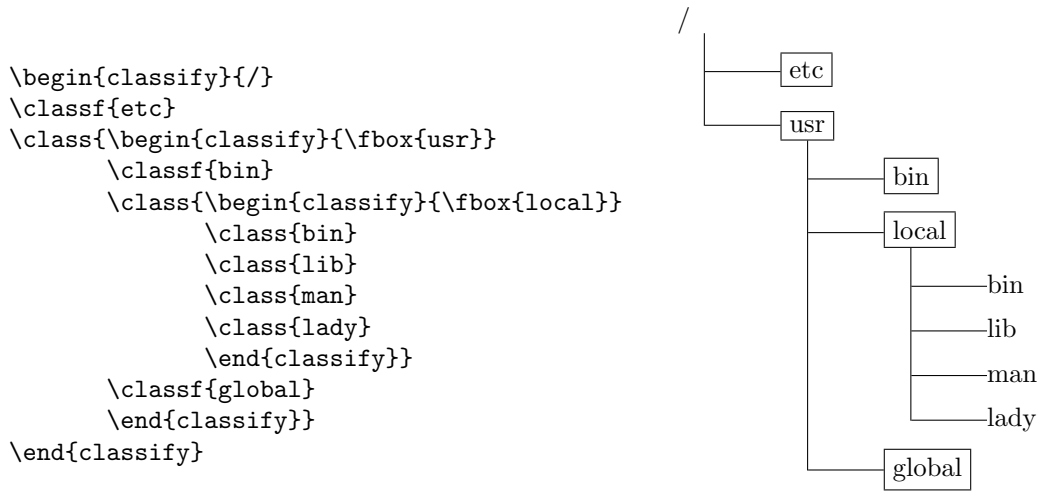 \begin{classify}{/}
\classf{etc}
\class{\begin{classify}{\fbox{usr}}
\classf{bin}
\class{\begin{classify}{\fbox{local}}
\class{bin}
\class{lib}
\class{man}
\class{lady}
\end{classify}}
\classf{global}
\end{classify}}
\end{classify}
/
etc
usr
bin
local
bin
lib
man
lady
global